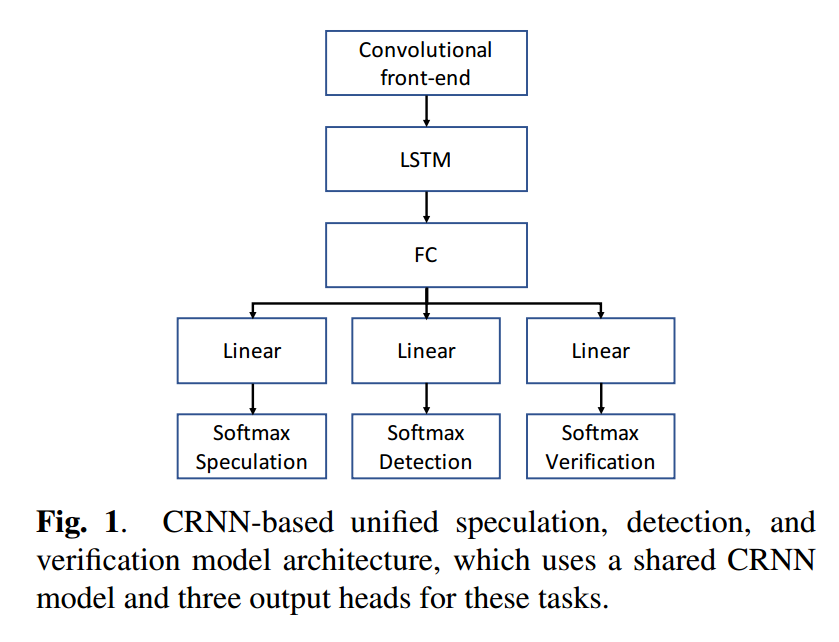 Convolutional
front-end
LSTM
FC
Linear
Linear
Linear
Softmax
Speculation
Softmax
Detection
Softmax
Verification
Fig. 1. CRNN-based unified speculation, detection, and
verification model architecture, which uses a shared CRNN
model and three output heads for these tasks.